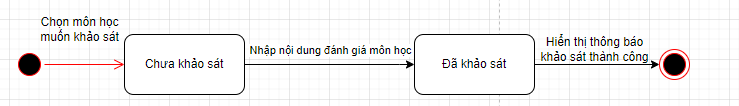 Chọn môn học
muốn khảo sát
Chưa khảo sát
Nhập nội dung đánh giá môn học
Đã khảo sát
Hiển thị thông báo
khảo sát thành công